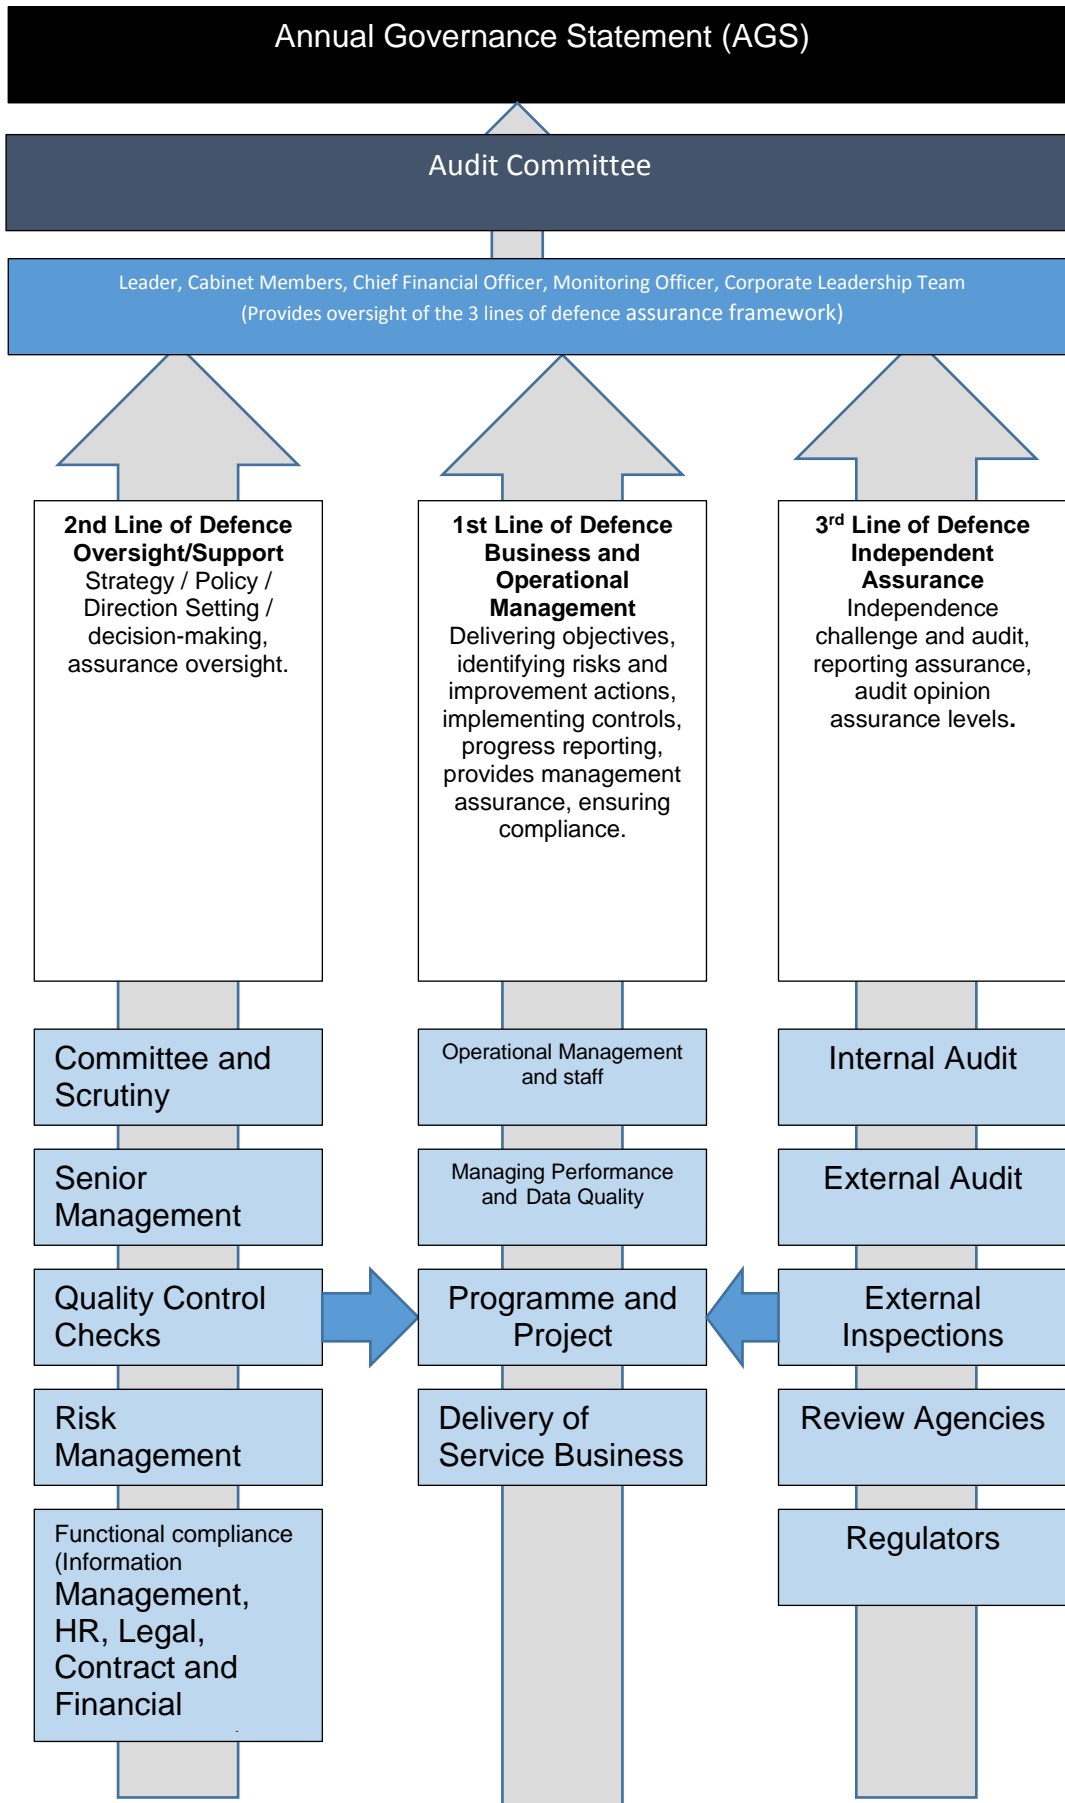 Annual Governance Statement (AGS)
Audit Committee
Leader, Cabinet Members, Chief Financial Officer, Monitoring Officer, Corporate Leadership Team
(Provides oversight of the 3 lines of defence assurance framework)
2nd Line of Defence
Oversight/Support
Strategy / Policy /
Direction Setting /
decision-making,
assurance oversight.
1st Line of Defence
Business and
Operational
Management
Delivering objectives,
identifying risks and
improvement actions,
implementing controls,
progress reporting,
provides management
assurance, ensuring
compliance.
3rd Line of Defence
Independent
Assurance
Independence
challenge and audit,
reporting assurance,
audit opinion
assurance levels.
Committee and
Scrutiny
Senior
Management
Quality Control
Checks
Risk
Management
Functional compliance
(Information
Management,
HR, Legal,
Contract and
Financial
Operational Management
and staff
Managing Performance
and Data Quality
Programme and
Project
Delivery of
Service Business
Internal Audit
External Audit
External
Inspections
Review Agencies
Regulators